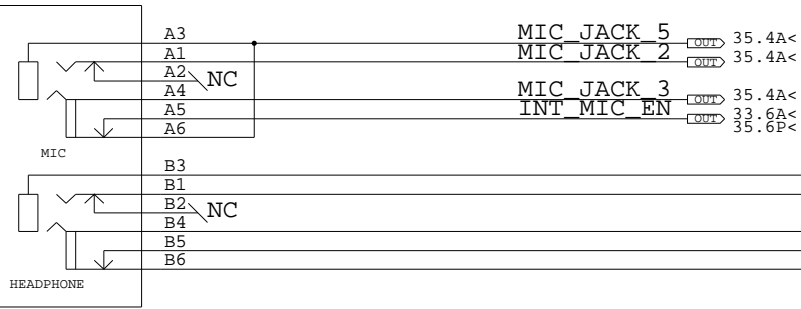 A3 MIC_JACK_5 OUT 35.4A<
A1 MIC_JACK_2 OUT 35.4A<
A2 NC
A4 MIC_JACK_3 OUT 35.4A<
A5 INT_MIC_EN OUT 33.6A<
35.6P<
A6
MIC
B3
B1
B2 NC
B4
B5
B6
HEADPHONE